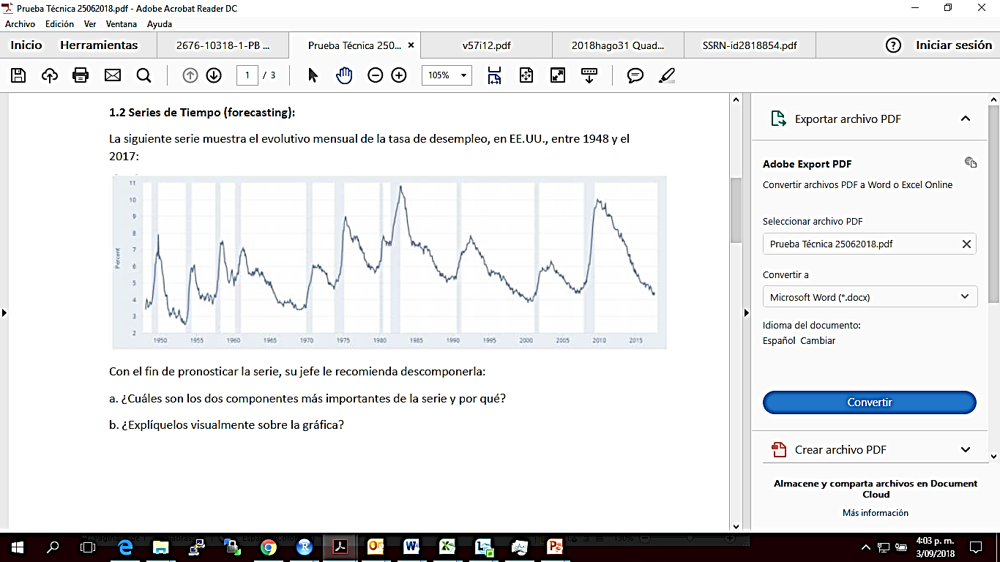 Prueba Técnica 25062018.pdf - Adobe Acrobat Reader DC
Archivo Edición Ver Ventana Ayuda
Inicio Herramientas 2676-10318-1-PB ... Prueba Técnica 250... × v57i12.pdf 2018hago31 Quad... SSRN-id2818854.pdf ? Iniciar sesión
1 / 3 105%
1.2 Series de Tiempo (forecasting):
La siguiente serie muestra el evolutivo mensual de la tasa de desempleo, en EE.UU., entre 1948 y el
2017:
11
10
9
8
7
6
5
4
3
2
Percent
1950 1955 1960 1965 1970 1975 1980 1985 1990 1995 2000 2005 2010 2015
Con el fin de pronosticar la serie, su jefe le recomienda descomponerla:
a. ¿Cuáles son los dos componentes más importantes de la serie y por qué?
b. ¿Explíquelos visualmente sobre la gráfica?
Exportar archivo PDF
Adobe Export PDF
Convertir archivos PDF a Word o Excel Online
Seleccionar archivo PDF
Prueba Técnica 25062018.pdf
Convertir a
Microsoft Word (*.docx)
Idioma del documento:
Español Cambiar
Convertir
Crear archivo PDF
Almacene y comparta archivos en Document
Cloud
Más información
4:03 p. m.
3/09/2018